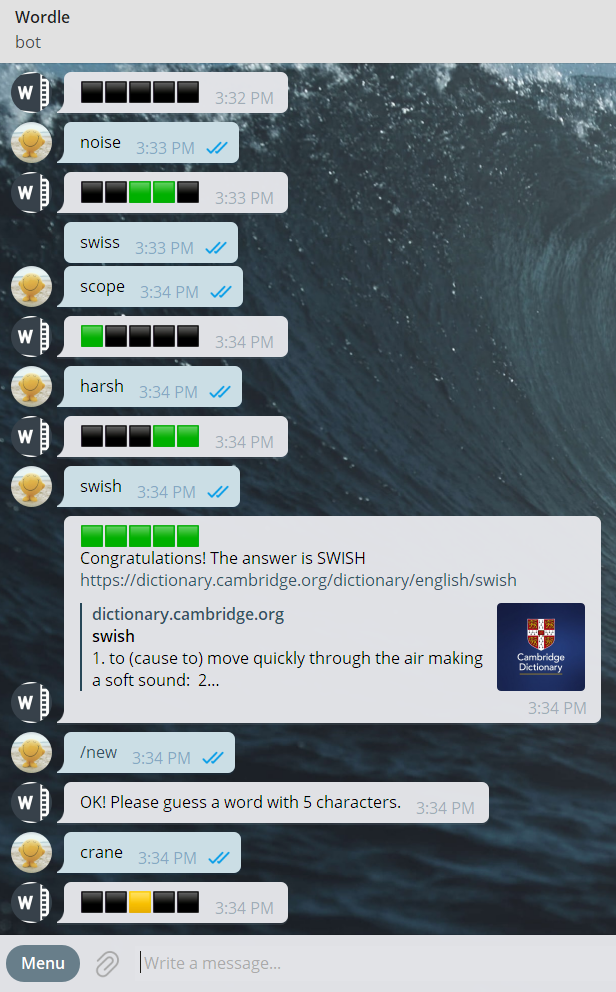 Wordle
bot
W
3:32 PM
noise 3:33 PM
W
3:33 PM
swiss 3:33 PM
scope 3:34 PM
W
3:34 PM
harsh 3:34 PM
W
3:34 PM
swish 3:34 PM
Congratulations! The answer is SWISH
https://dictionary.cambridge.org/dictionary/english/swish
dictionary.cambridge.org
swish
1. to (cause to) move quickly through the air making
a soft sound: 2...
Cambridge
Dictionary
W
3:34 PM
/new 3:34 PM
W
OK! Please guess a word with 5 characters. 3:34 PM
crane 3:34 PM
W
3:34 PM
Menu
Write a message...